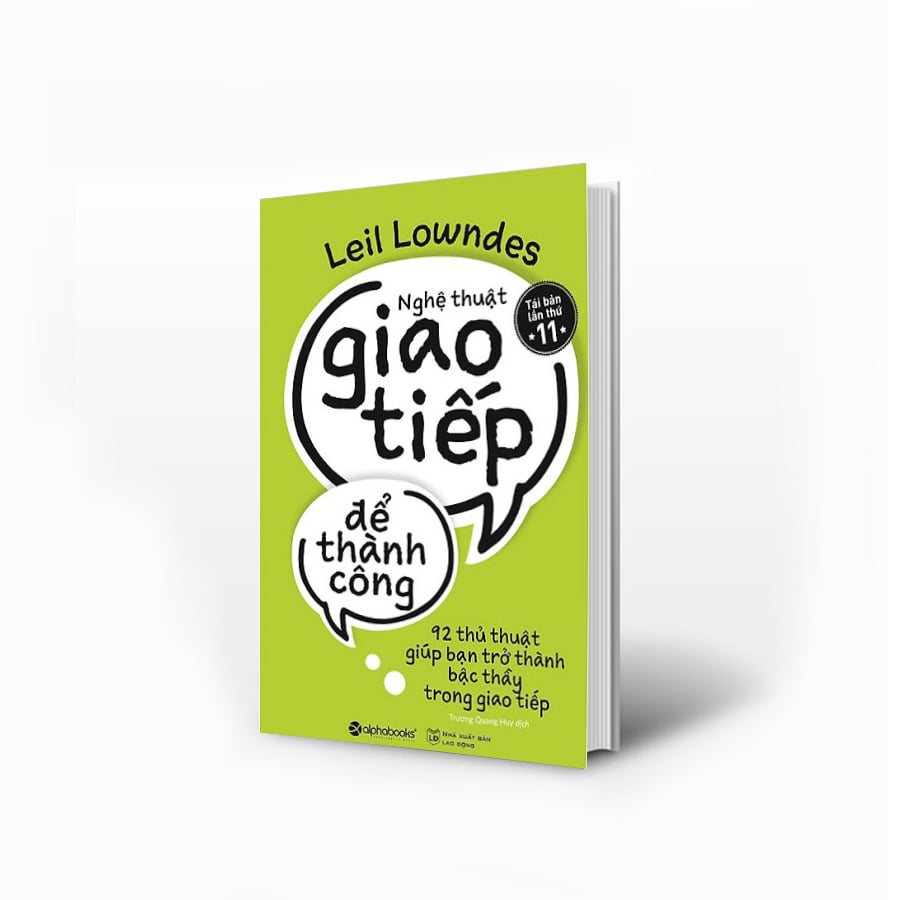 Leil Lowndes
Nghệ thuật
giao
tiếp
Tái bản
lần thứ
11
để
thành
công
92 thủ thuật
giúp bạn trở thành
bậc thầy
trong giao tiếp
Trương Quang Huy dịch
alphabooks®
LĐ
NHÀ XUẤT BẢN
LAO ĐỘNG